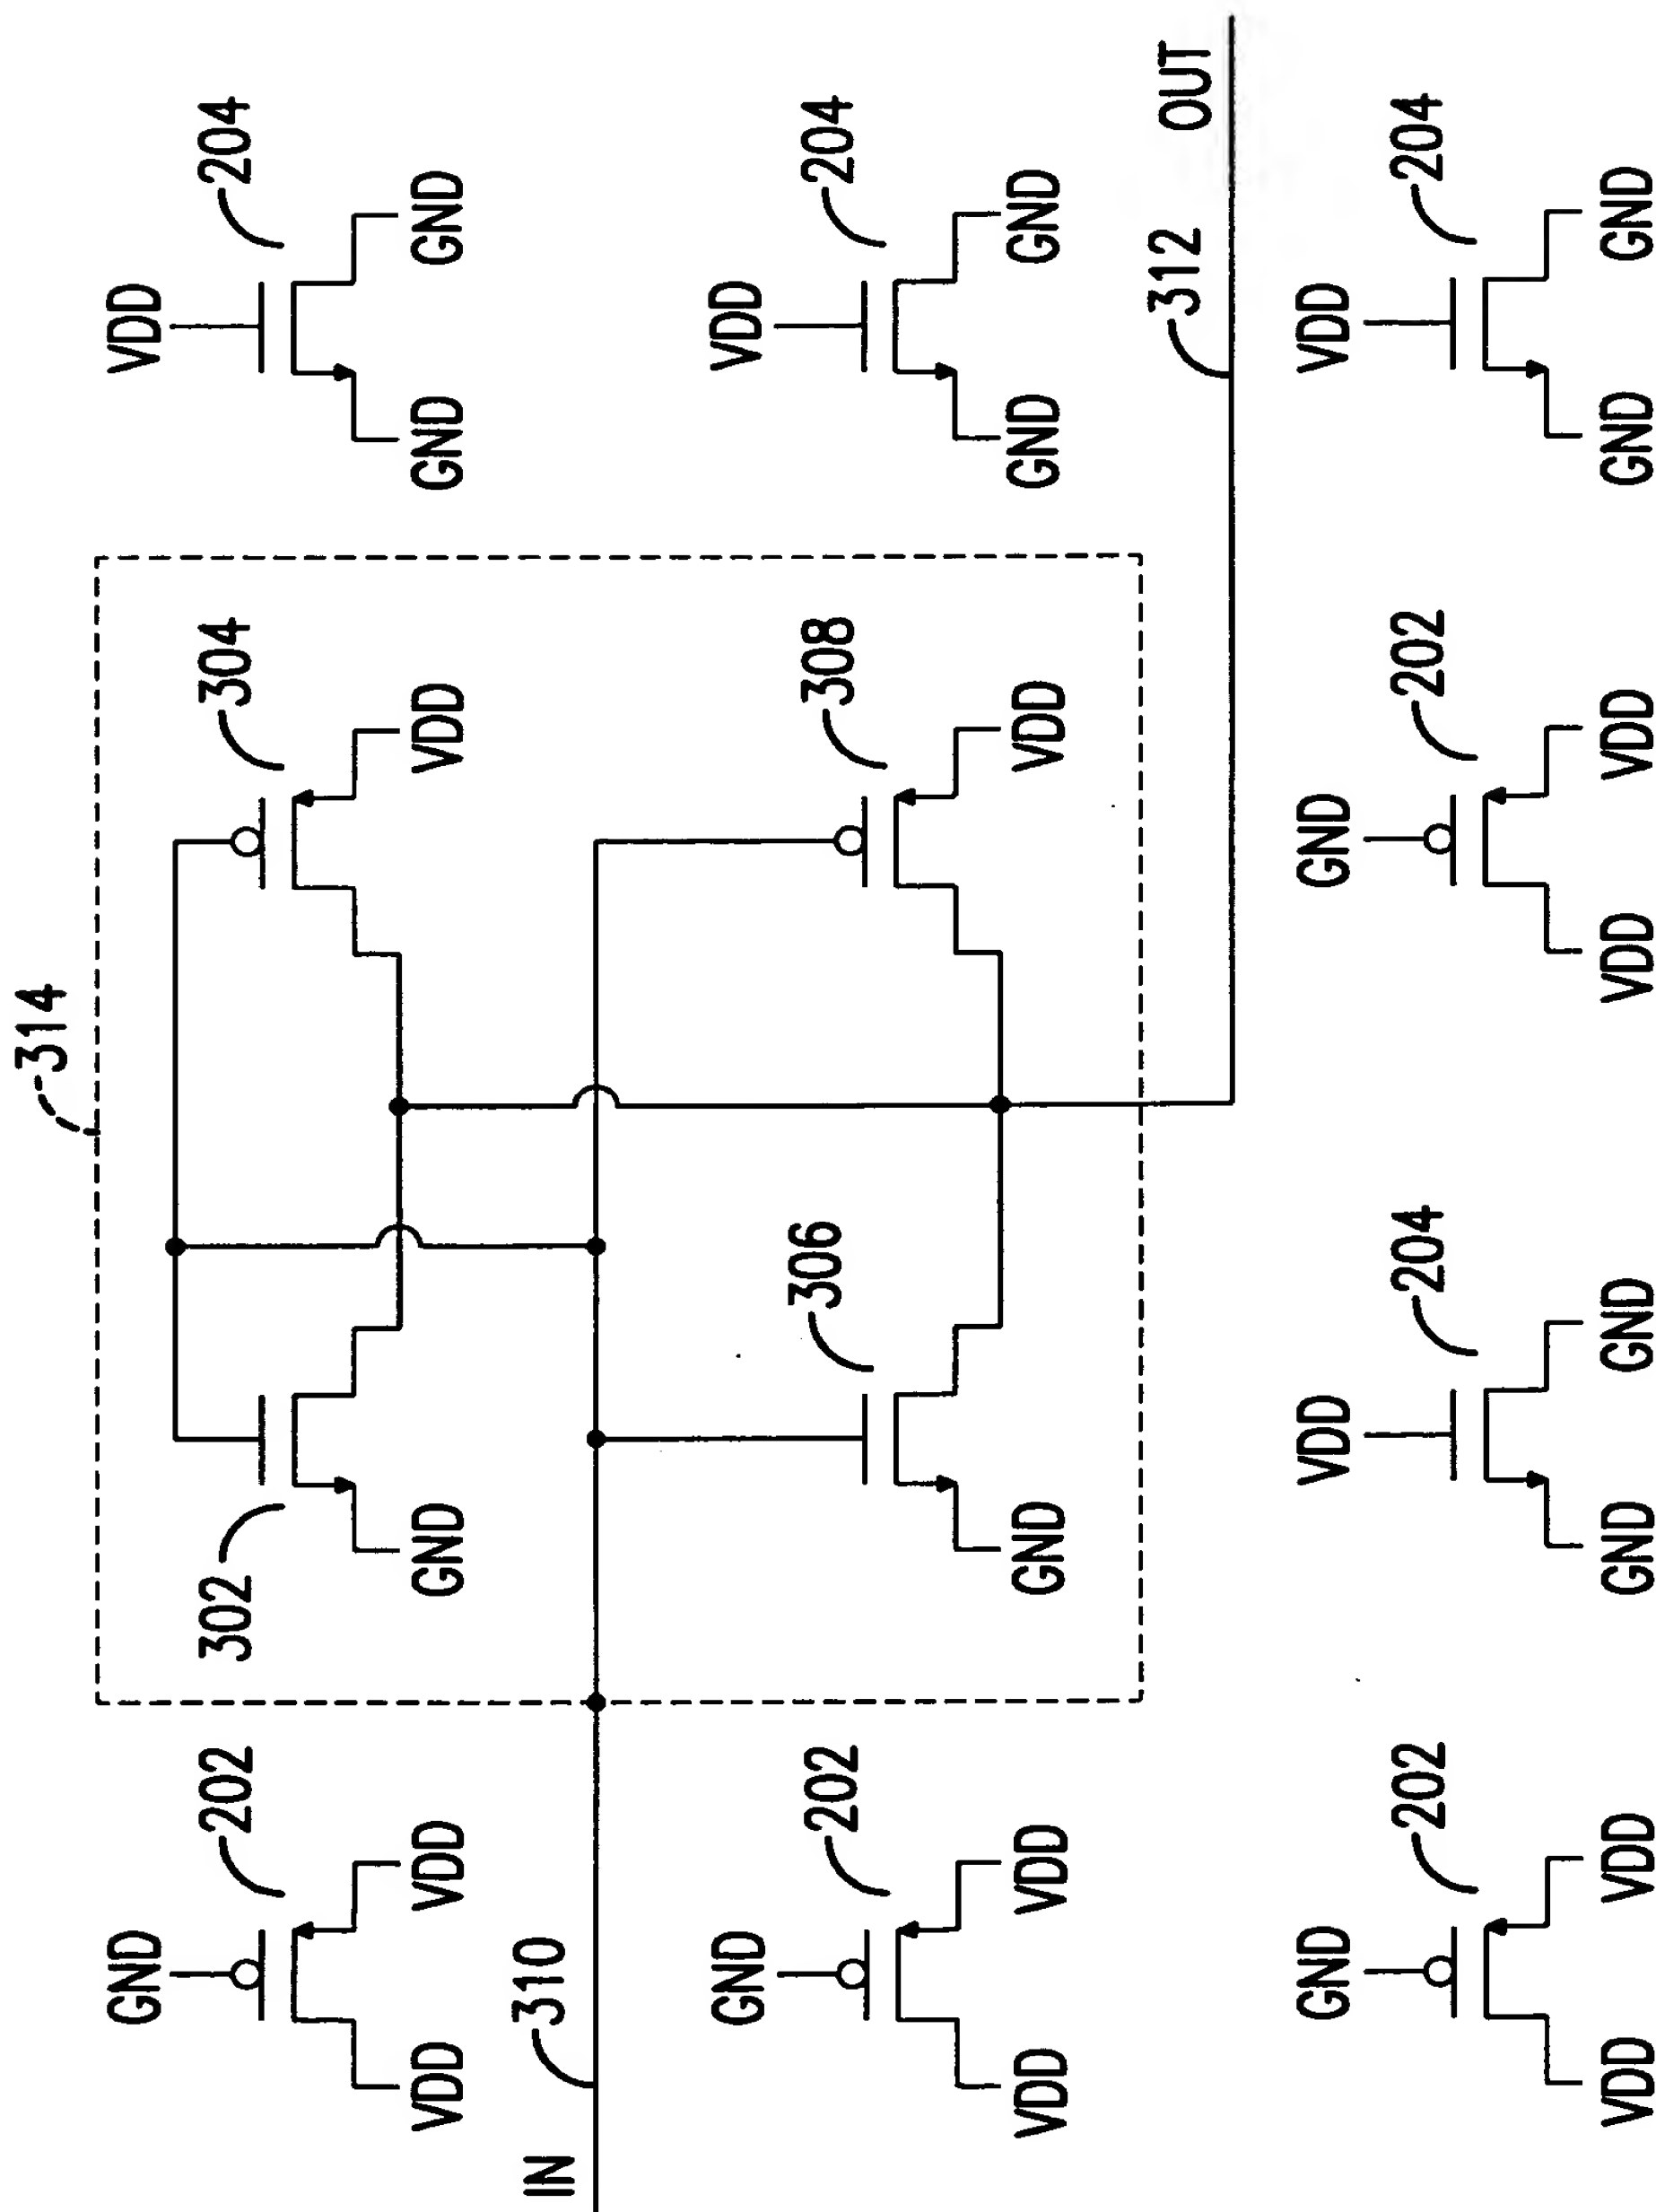 314
GND VDD
202 302 304 204
VDD VDD GND VDD GND GND
IN 310
GND VDD
202 306 308 204
VDD VDD GND VDD GND GND
312 OUT
GND VDD GND VDD
202 204 202 204
VDD VDD GND GND VDD VDD GND GND